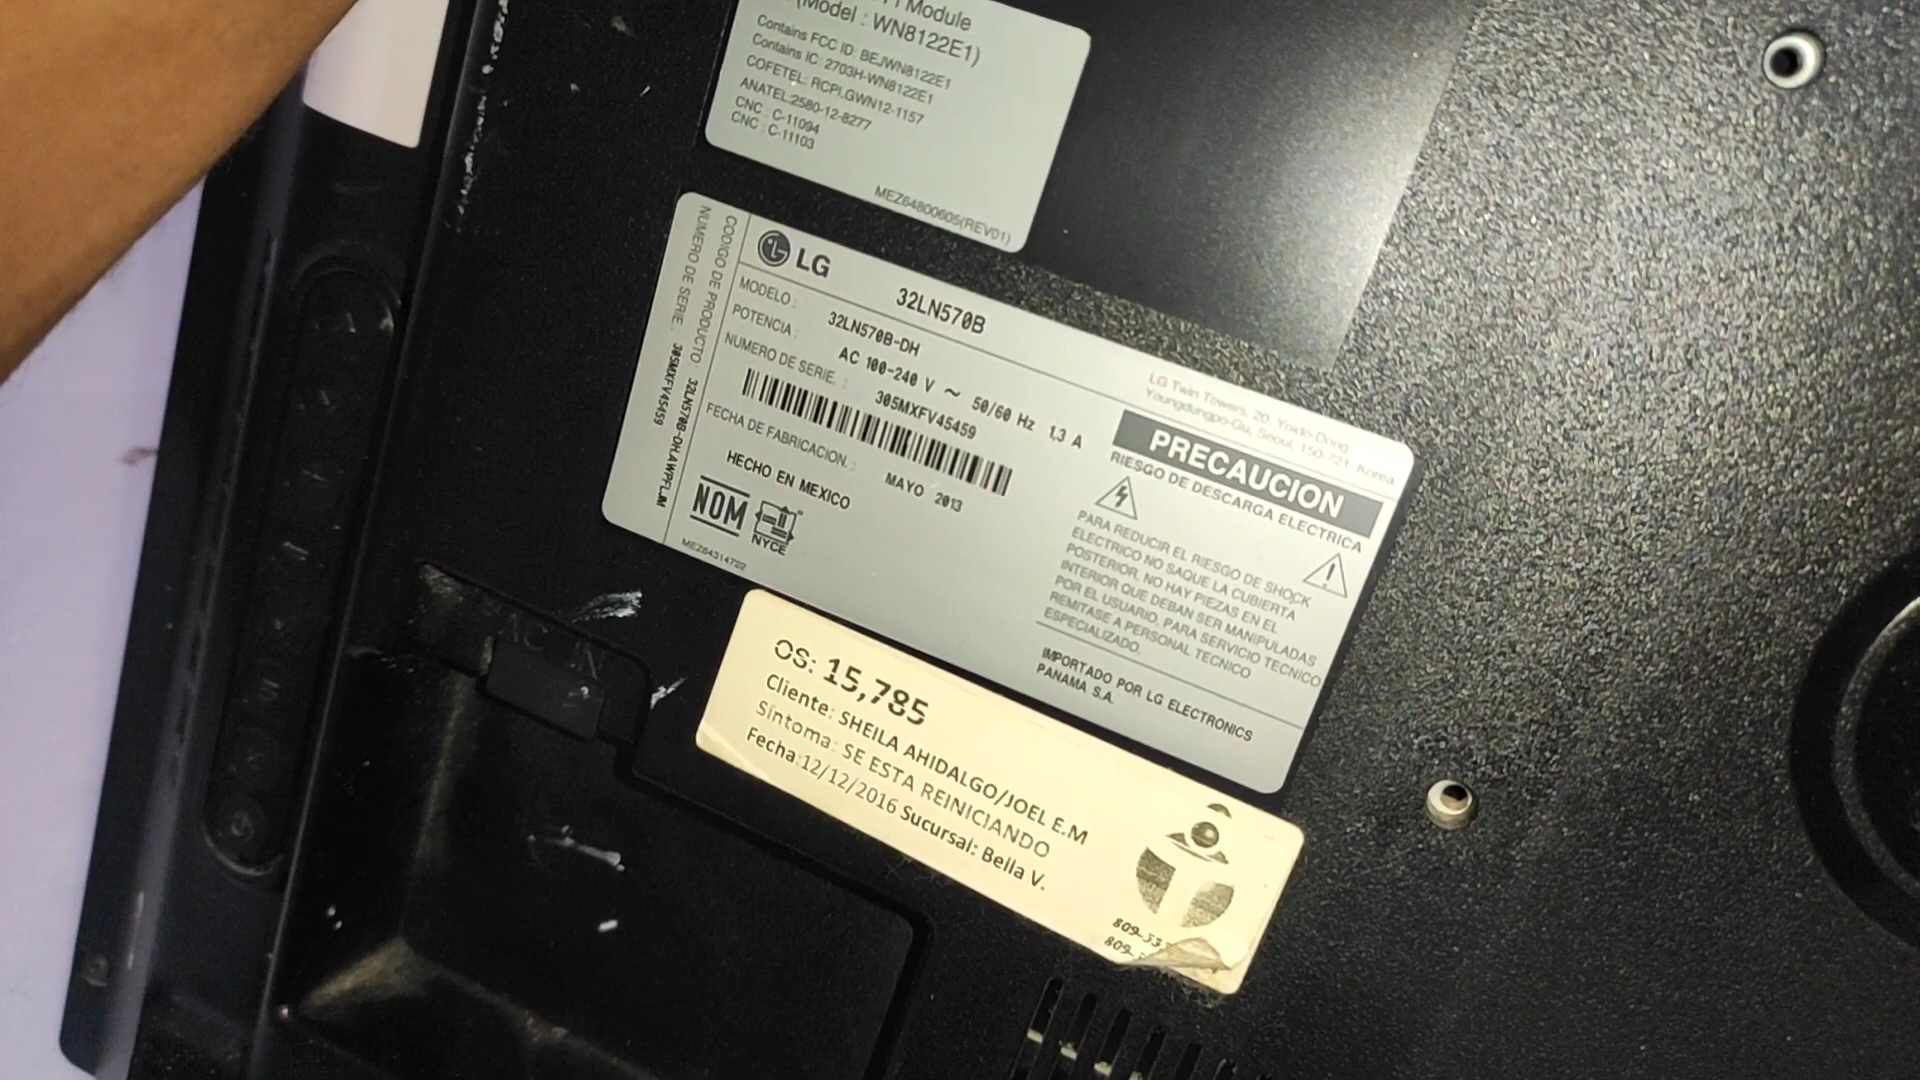 Module
(Model : WN8122E1)
Contains FCC ID: BEJWN8122E1
Contains IC: 2703H-WN8122E1
COFETEL: RCPLGWN12-1157
ANATEL:2580-12-8277
CNC : C-11094
CNC : C-11103
MEZ64800605(REV01)
LG
32LN570B
MODELO : 32LN570B-DH
POTENCIA : AC 100-240 V ~ 50/60 Hz 1,3 A
NUMERO DE SERIE. : 305MXFV45459
FECHA DE FABRICACION. : MAYO 2013
HECHO EN MEXICO
NOM
NYCE
MEZ64314722
CODIGO DE PRODUCTO : 32LN570B-DH.AWPFLJM
NUMERO DE SERIE : 305MXFV45459
LG Twin Towers, 20 Yoido-Dong
Youngdungpo-Gu, Seoul, 150-721, Korea
PRECAUCION
RIESGO DE DESCARGA ELECTRICA
PARA REDUCIR EL RIESGO DE SHOCK
ELECTRICO NO SAQUE LA CUBIERTA
POSTERIOR, NO HAY PIEZAS EN EL
INTERIOR QUE DEBAN SER MANIPULADAS
POR EL USUARIO, PARA SERVICIO TECNICO
REMITASE A PERSONAL TECNICO
ESPECIALIZADO.
IMPORTADO POR LG ELECTRONICS
PANAMA S.A.
AC IN
OS: 15,785
Cliente: SHEILA AHIDALGO/JOEL E.M
Síntoma: SE ESTA REINICIANDO
Fecha:12/12/2016 Sucursal: Bella V.
809-53
809-